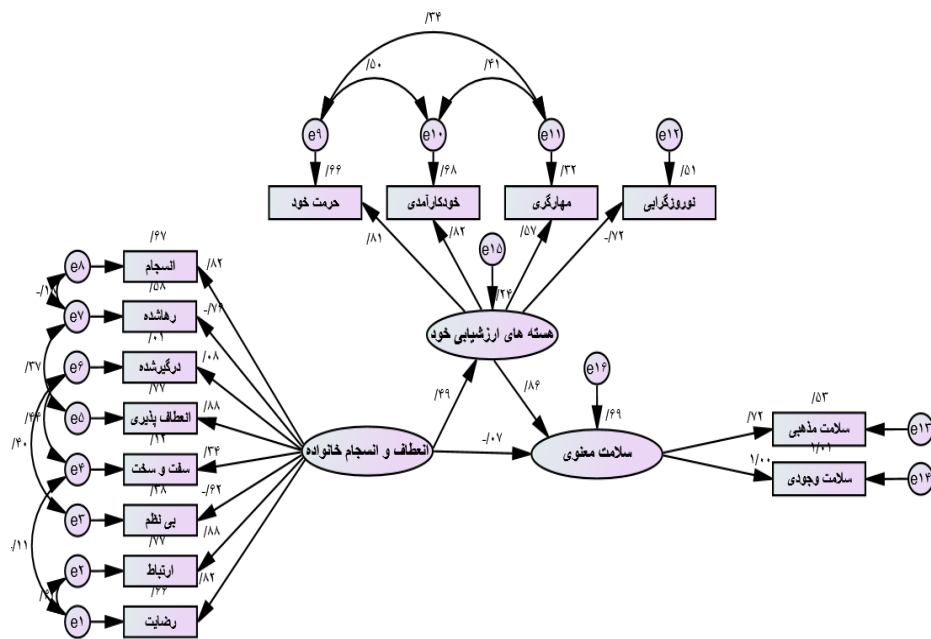 /۳۴
/۵۰
/۴۱
e۹
e۱۰
e۱۱
e۱۲
/۶۶
/۶۸
/۳۲
/۵۱
حرمت خود
خودکارآمدی
مهارگری
نوروزگرایی
/۸۱
/۸۲
/۵۷
-/۷۲
e۱۵
/۲۴
هسته های ارزشیابی خود
/۶۷
e۸
انسجام
/۸۲
/۵۸
e۷
رهاشده
-/۷۶
/۰۱
e۶
درگیرشده
/۰۸
/۳۷
/۷۷
e۵
انعطاف پذیری
/۸۸
/۴۴
/۱۲
e۴
سفت و سخت
/۳۴
/۴۰
/۳۸
e۳
بی نظم
-/۶۲
/۷۷
e۲
ارتباط
/۸۸
-/۱۱
e۱
رضایت
/۸۲
انعطاف و انسجام خانواده
/۴۹
/۸۶
-/۰۷
e۱۶
/۶۹
سلامت معنوی
/۵۳
/۷۲
سلامت مذهبی
e۱۳
۱/۰۰
۱/۰۱
سلامت وجودی
e۱۴